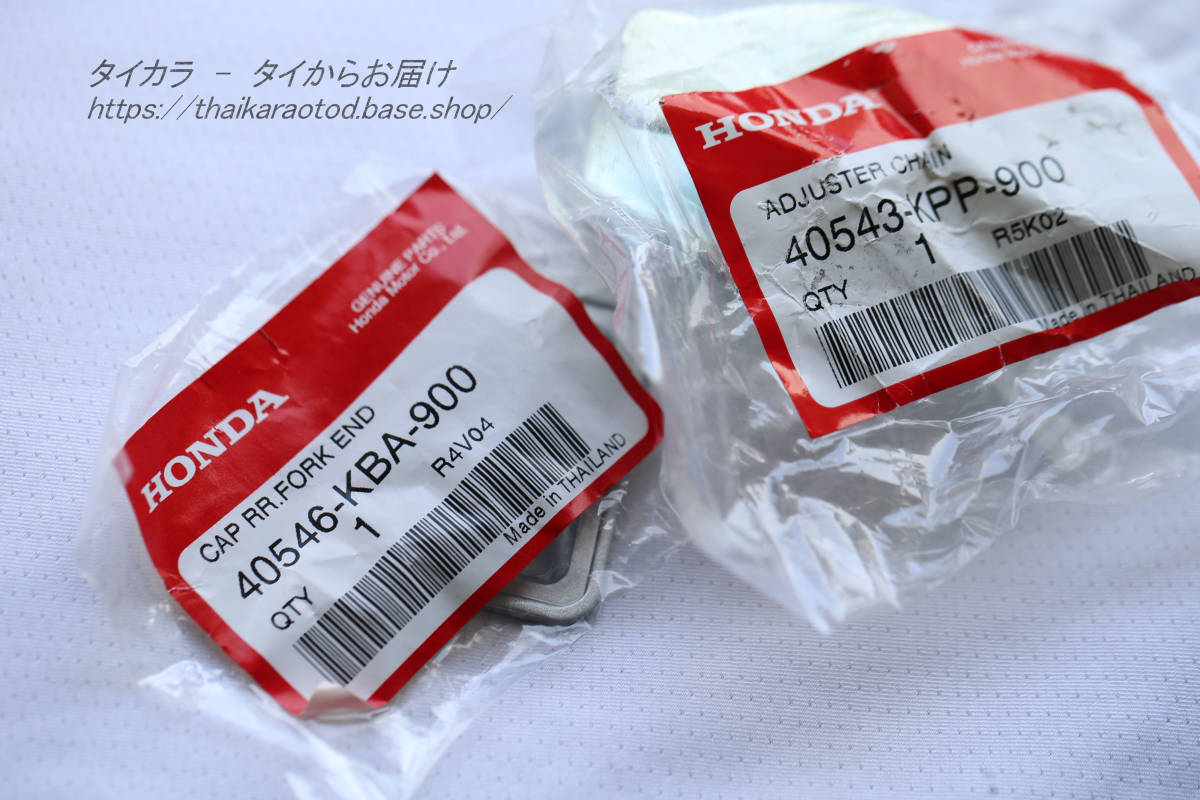 タイカラ - タイからお届け
https://thaikaraotod.base.shop/
HONDA
ADJUSTER CHAIN
40543-KPP-900
1
R5K02
QTY
Made in THAILAND
GENUINE PARTS
Honda Motor Co., Ltd.
HONDA
CAP RR.FORK END
40546-KBA-900
1
R4V04
QTY
Made in THAILAND